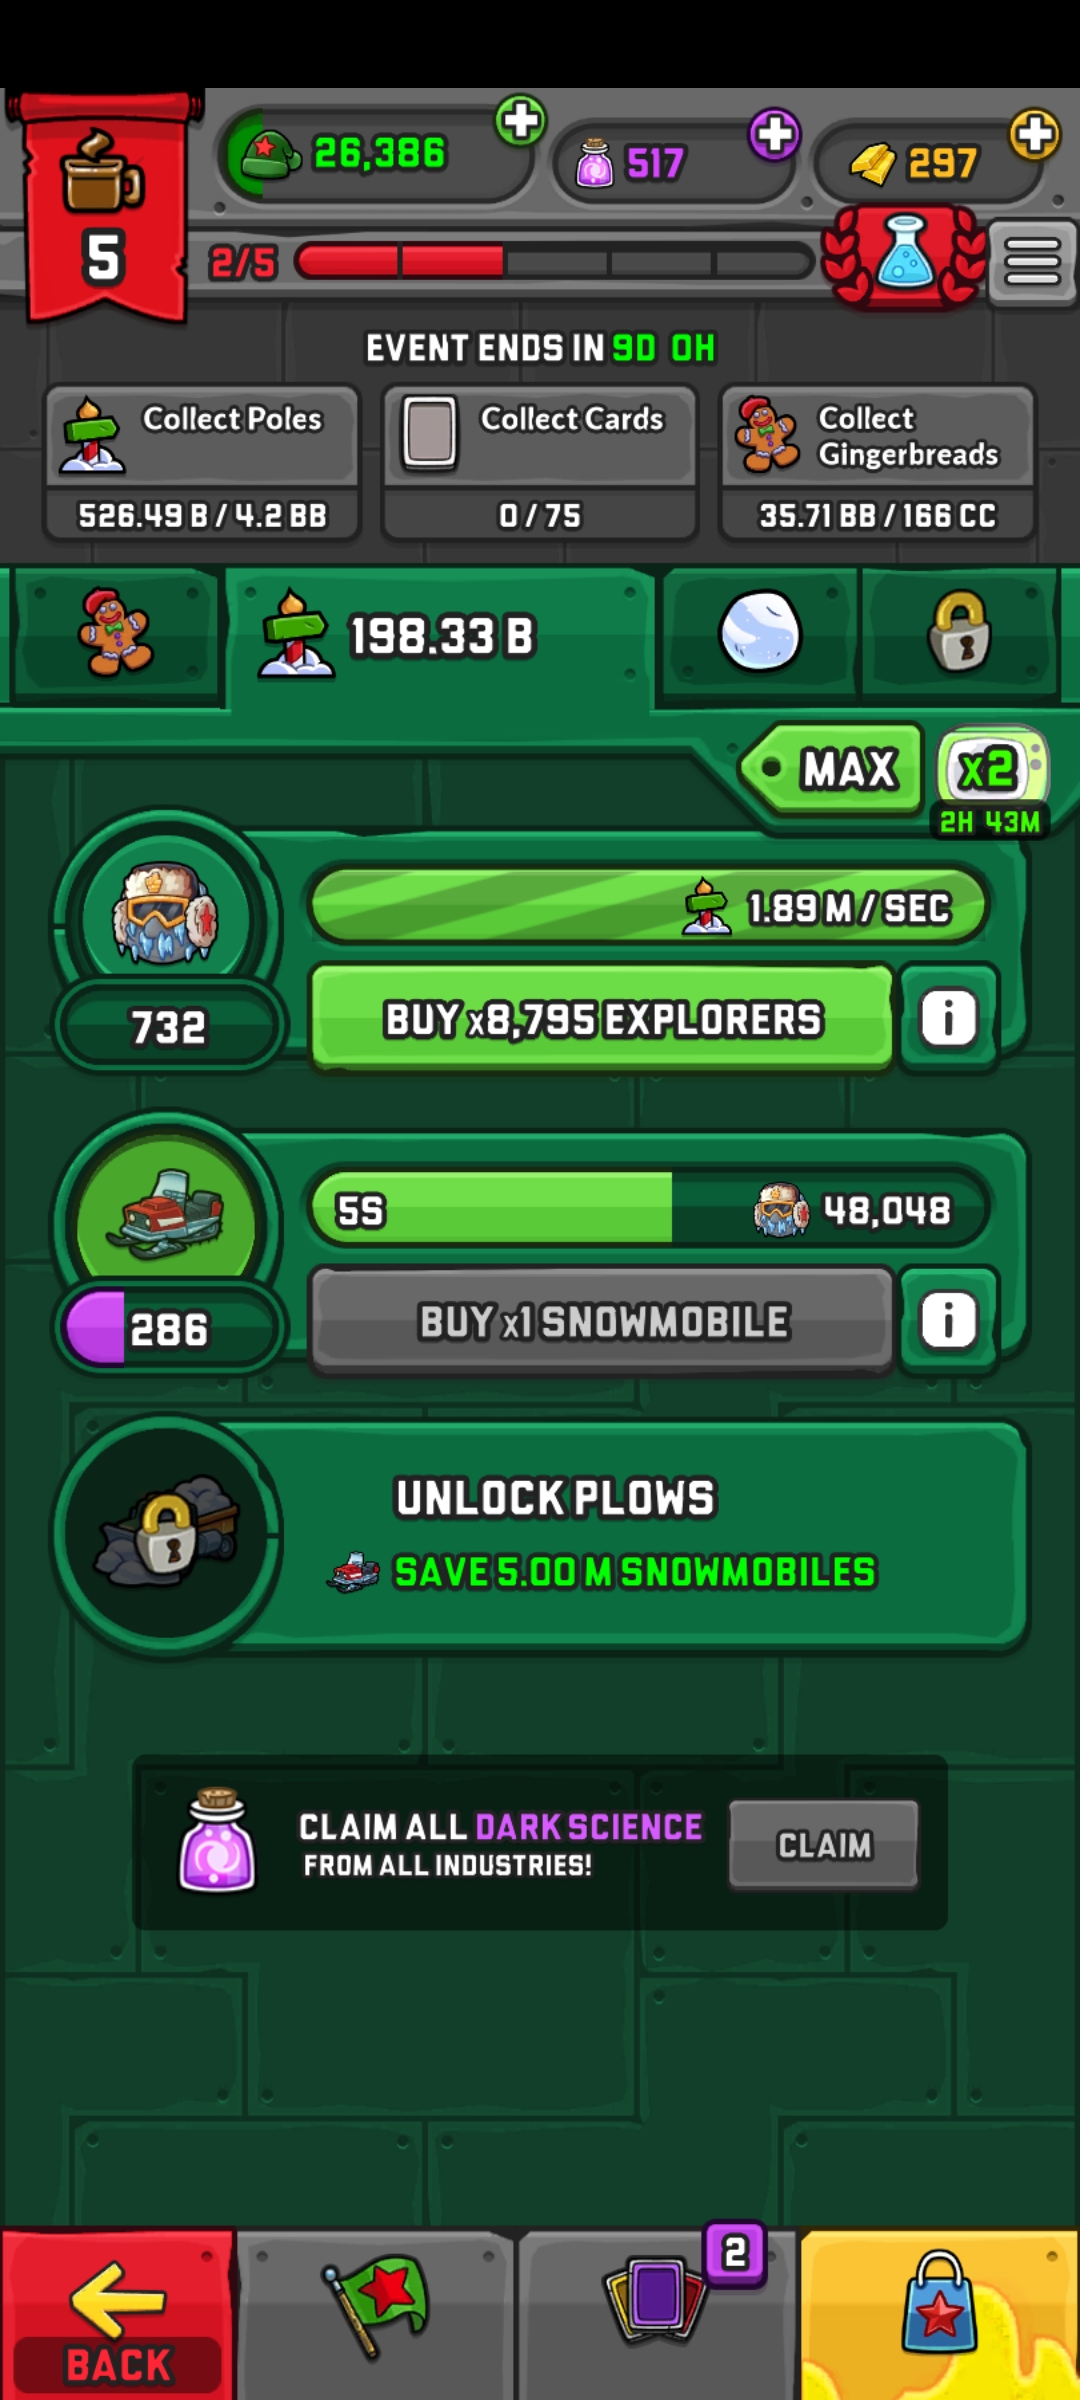 26,386
517
297
5
2/5
EVENT ENDS IN 9D 0H
Collect Poles
526.49 B / 4.2 BB
Collect Cards
0 / 75
Collect
Gingerbreads
35.71 BB / 166 CC
198.33 B
MAX
x2
2H 43M
1.89 M / SEC
732
BUY x8,795 EXPLORERS
i
5S
48,048
286
BUY x1 SNOWMOBILE
i
UNLOCK PLOWS
SAVE 5.00 M SNOWMOBILES
CLAIM ALL DARK SCIENCE
FROM ALL INDUSTRIES!
CLAIM
2
BACK